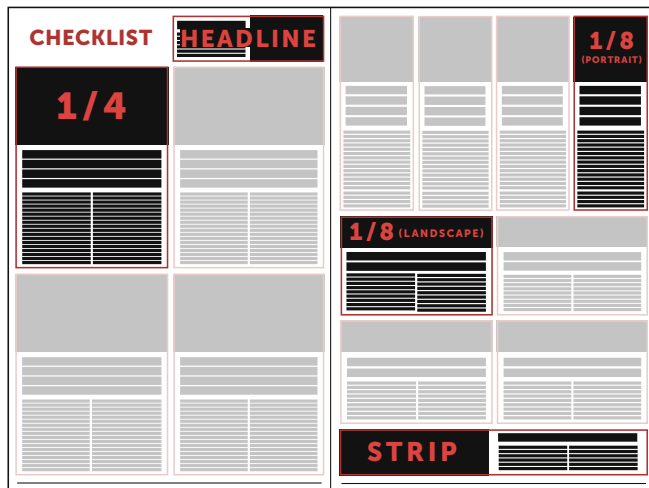 CHECKLIST
HEADLINE
1/4
1/8
(PORTRAIT)
1/8 (LANDSCAPE)
STRIP